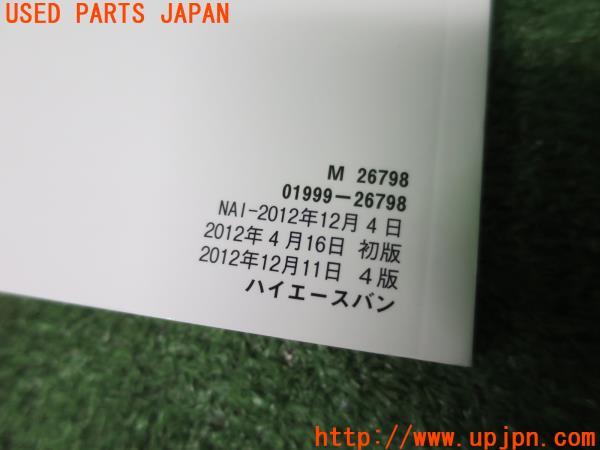 USED PARTS JAPAN
M 26798
01999-26798
NAI-2012年12月4日
2012年4月16日 初版
2012年12月11日 4版
ハイエースバン
http://www.upjpn.com/